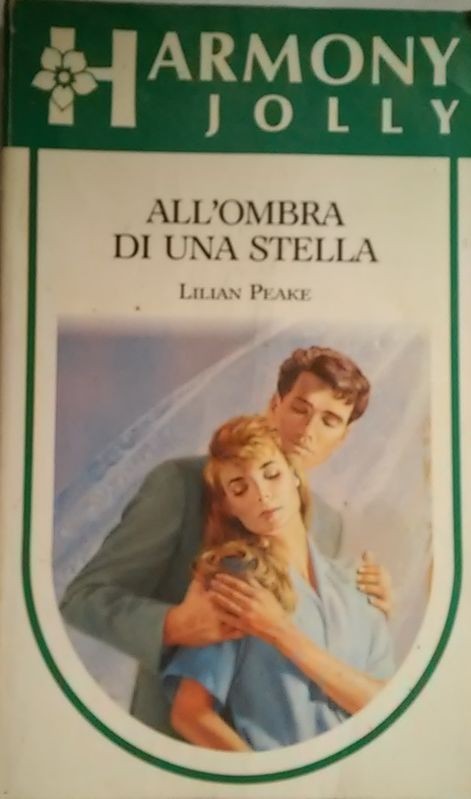 HARMONY
JOLLY
ALL'OMBRA
DI UNA STELLA
LILIAN PEAKE